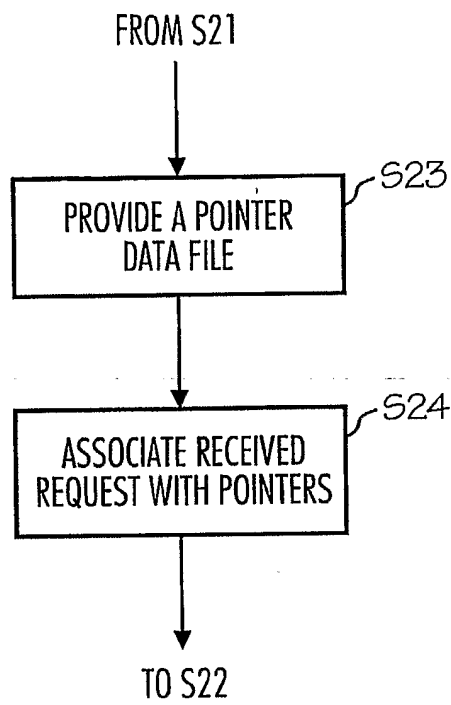 FROM S21
S23
PROVIDE A POINTER
DATA FILE
S24
ASSOCIATE RECEIVED
REQUEST WITH POINTERS
TO S22